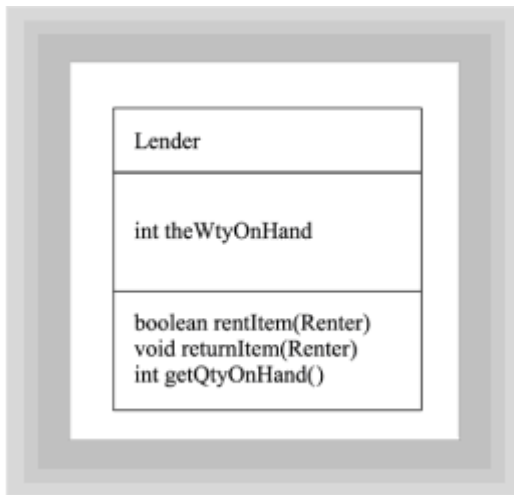 Lender
int theWtyOnHand
boolean rentItem(Renter)
void returnItem(Renter)
int getQtyOnHand()